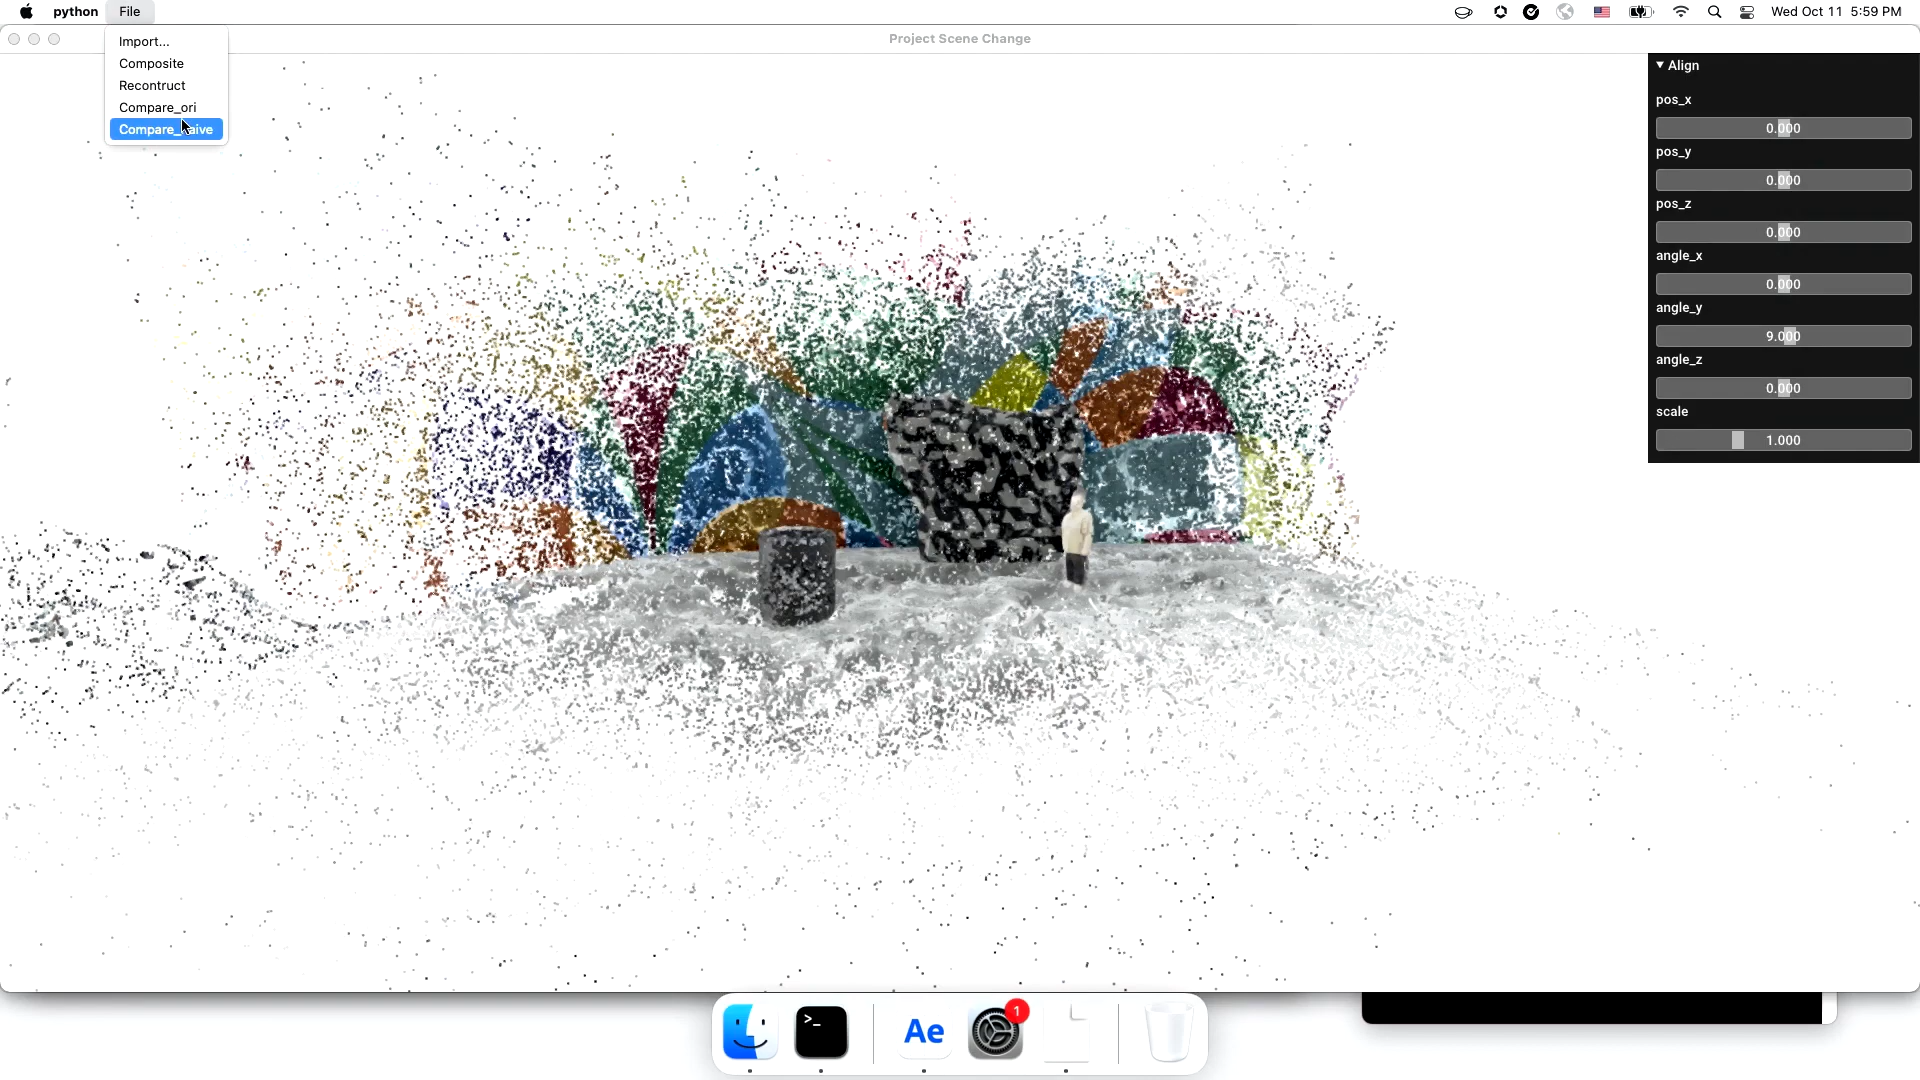 python File
Wed Oct 11 5:59 PM
Project Scene Change
Import...
Composite
Recontruct
Compare_ori
Align
pos_x
0.000
pos_y
0.000
pos_z
0.000
angle_x
0.000
angle_y
9.000
angle_z
0.000
scale
1.000
>_
Ae
1